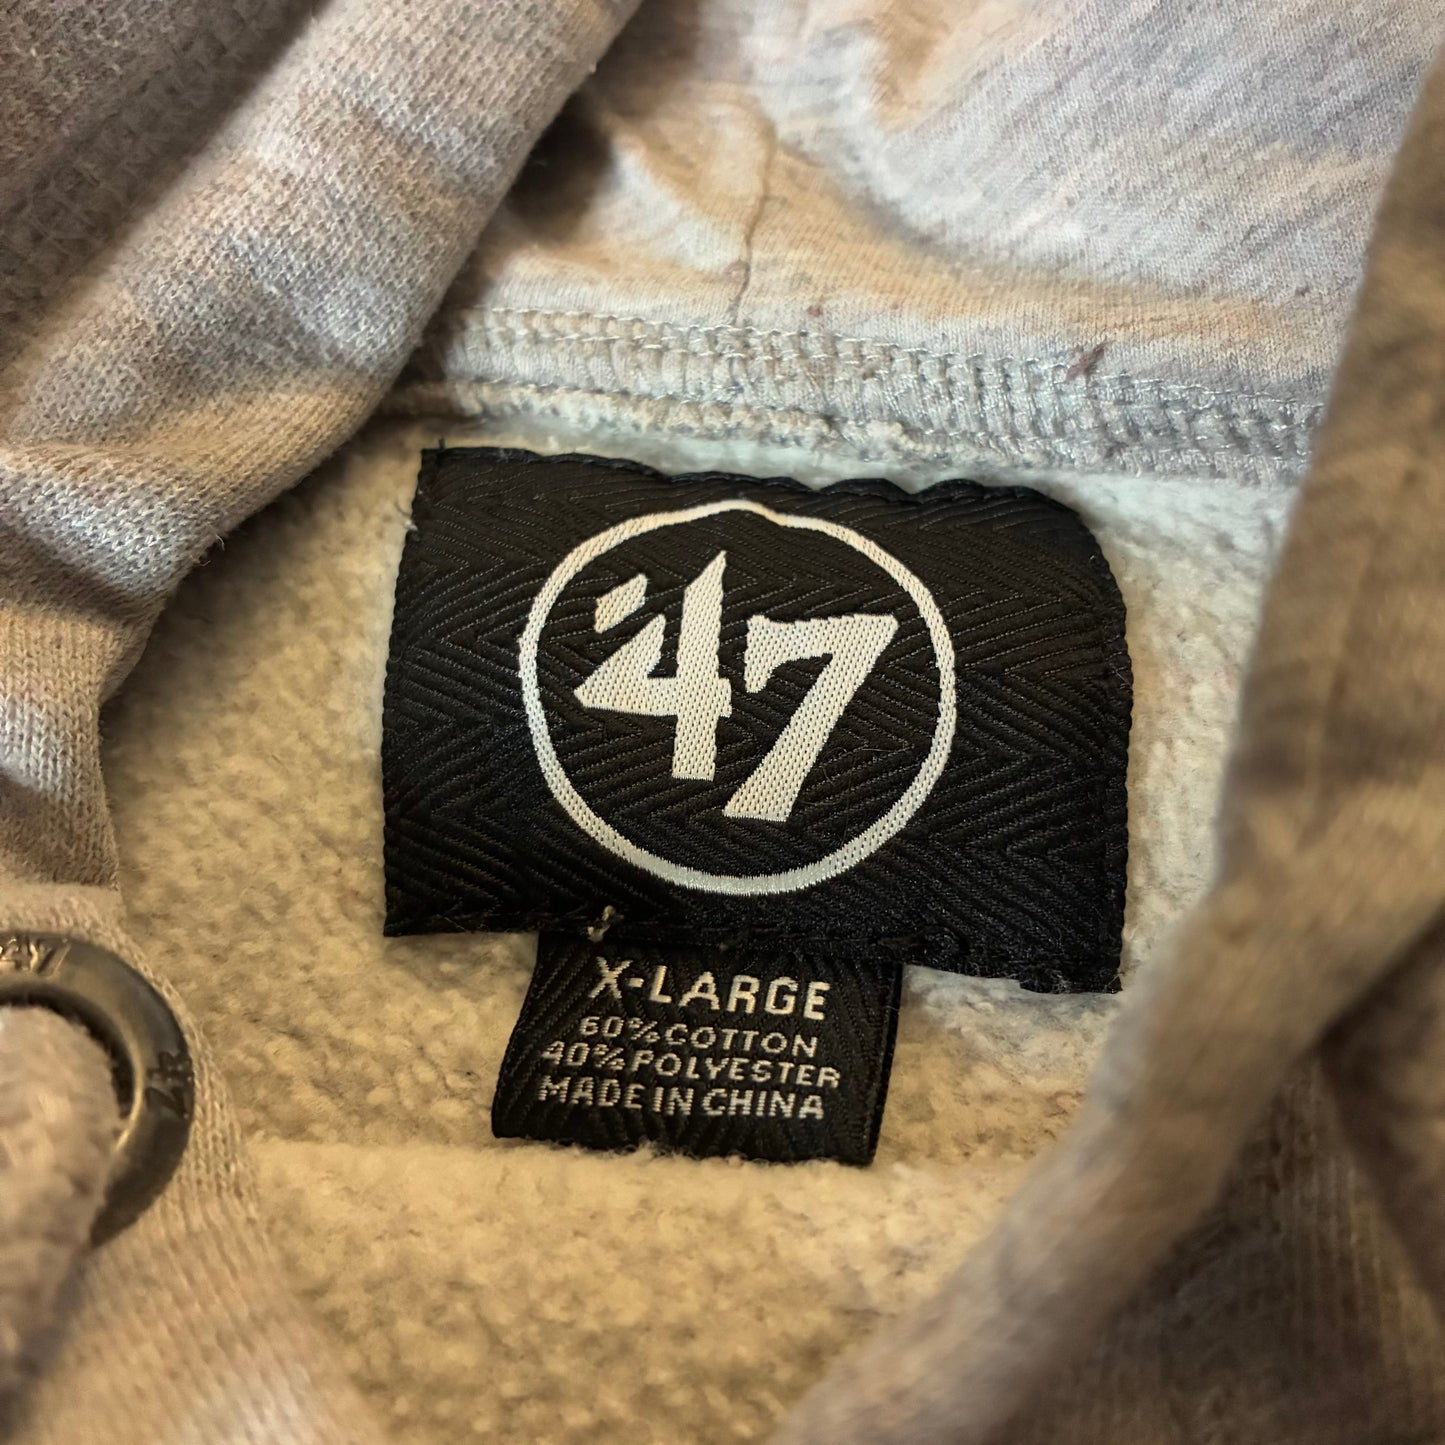 '47
X-LARGE
60% COTTON
40% POLYESTER
MADE IN CHINA